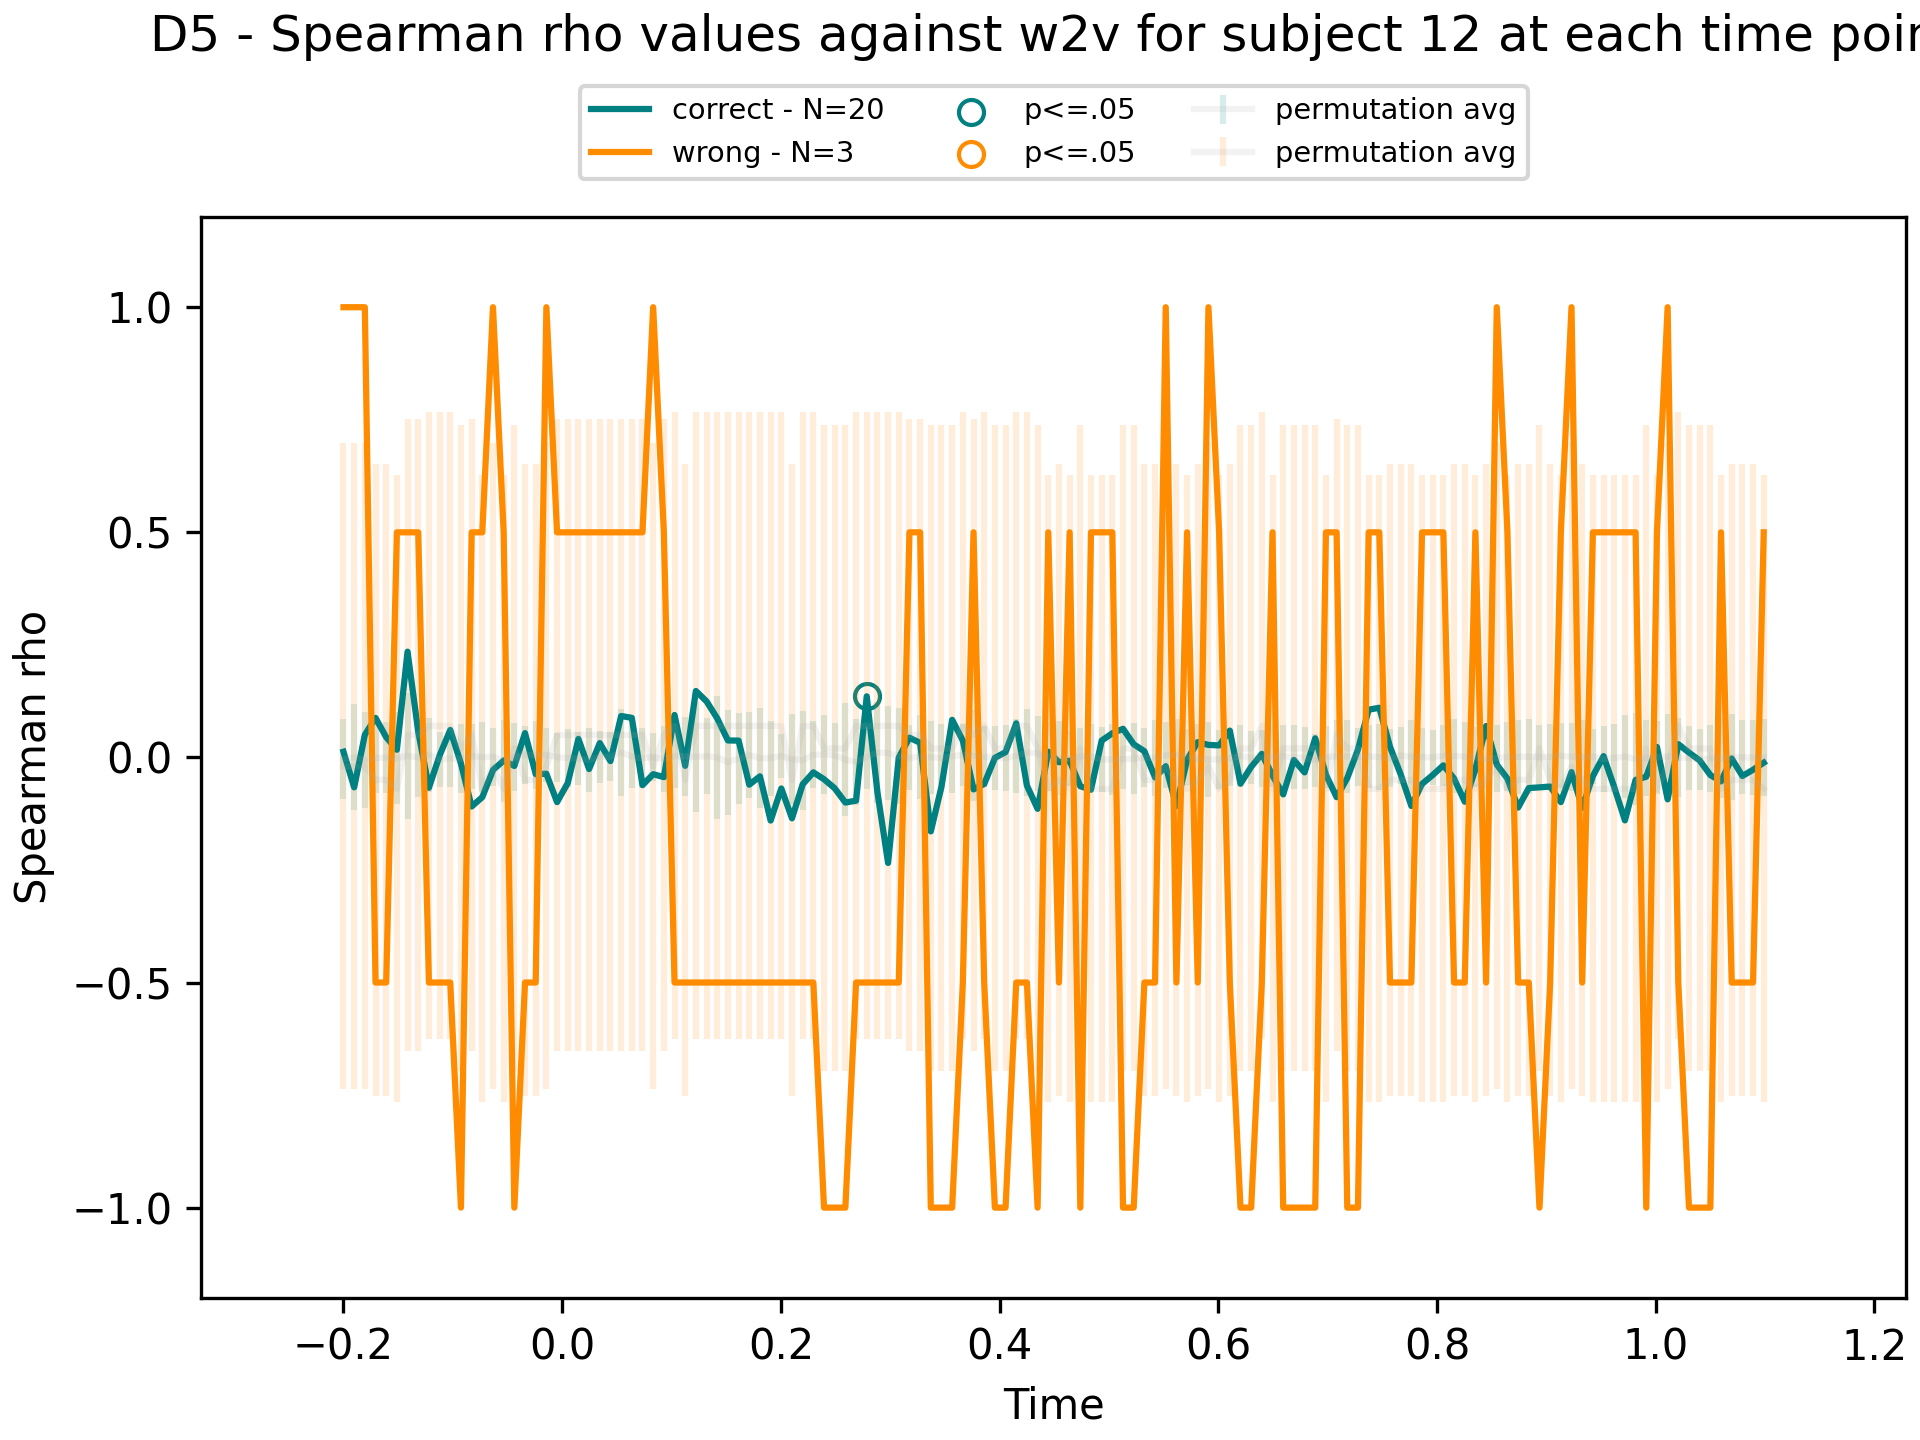 D5 - Spearman rho values against w2v for subject 12 at each time
correct - N=20 p<=.05 permutation avg
wrong - N=3 p<=.05 permutation avg
1.0
0.5
0.0
−0.5
−1.0
Spearman rho
−0.2 0.0 0.2 0.4 0.6 0.8 1.0 1.2
Time